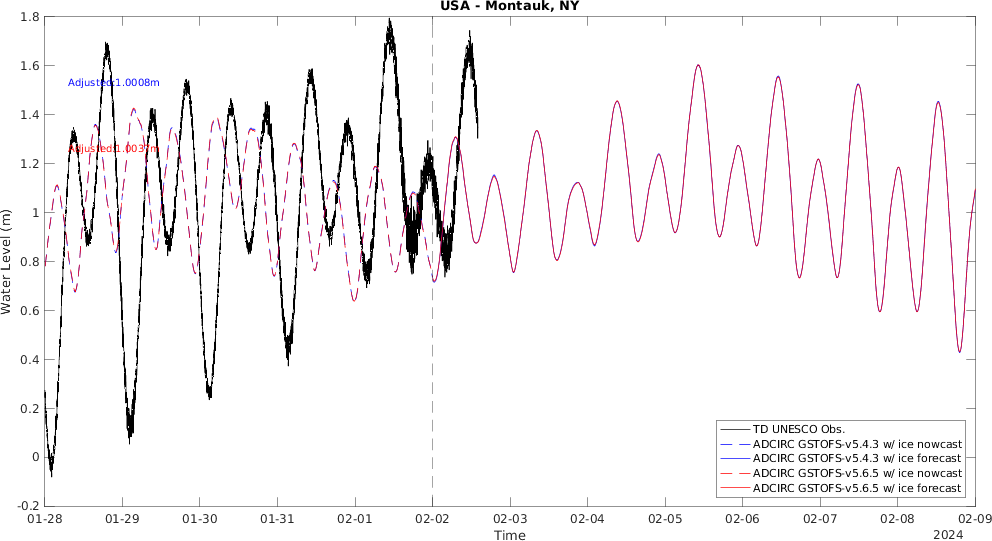 USA - Montauk, NY
1.8
1.6
1.4
1.2
1
0.8
0.6
0.4
0.2
0
-0.2
Water Level (m)
Adjusted:1.0008m
Adjusted:1.0037m
TD UNESCO Obs.
ADCIRC GSTOFS-v5.4.3 w/ ice nowcast
ADCIRC GSTOFS-v5.4.3 w/ ice forecast
ADCIRC GSTOFS-v5.6.5 w/ ice nowcast
ADCIRC GSTOFS-v5.6.5 w/ ice forecast
01-28 01-29 01-30 01-31 02-01 02-02 02-03 02-04 02-05 02-06 02-07 02-08 02-09
Time
2024